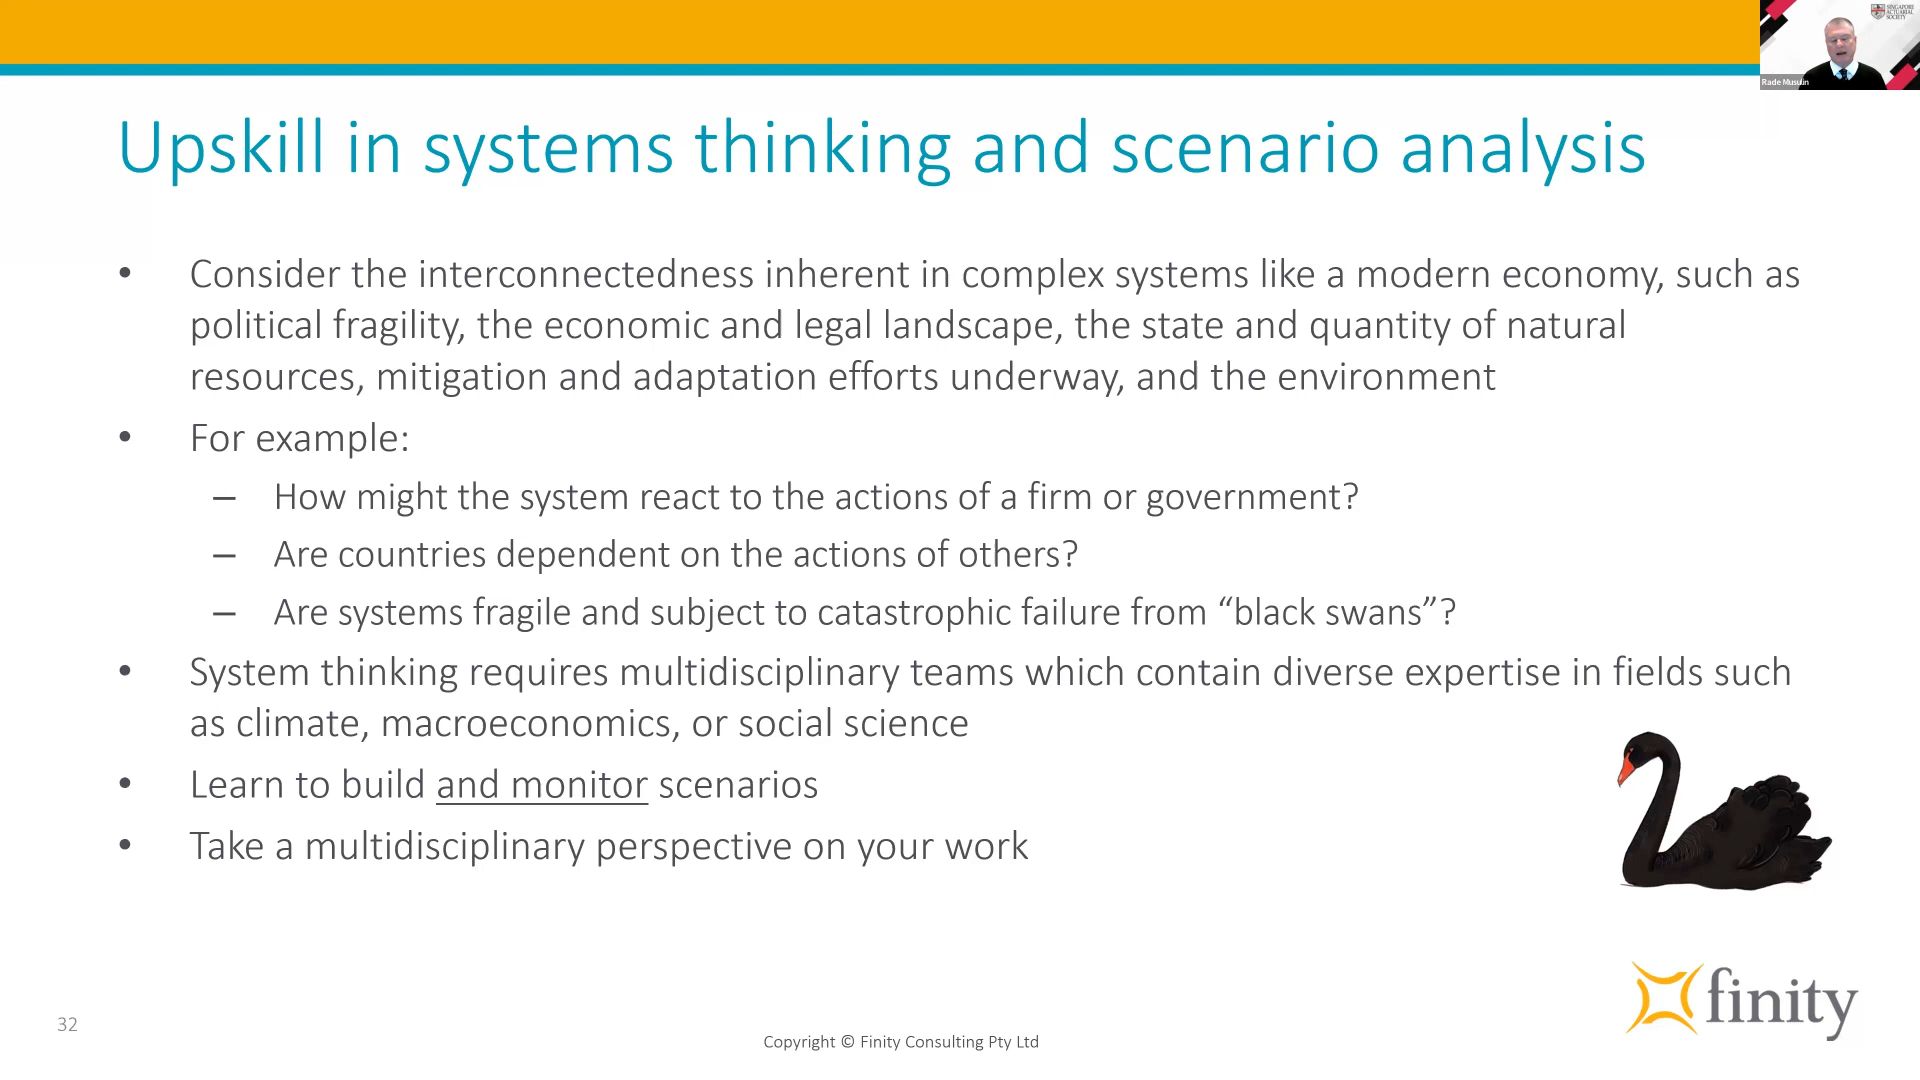 SINGAPORE
ACTUARIAL
SOCIETY
Rade Musulin
Upskill in systems thinking and scenario analysis
• Consider the interconnectedness inherent in complex systems like a modern economy, such as
political fragility, the economic and legal landscape, the state and quantity of natural
resources, mitigation and adaptation efforts underway, and the environment
• For example:
– How might the system react to the actions of a firm or government?
– Are countries dependent on the actions of others?
– Are systems fragile and subject to catastrophic failure from “black swans”?
• System thinking requires multidisciplinary teams which contain diverse expertise in fields such
as climate, macroeconomics, or social science
• Learn to build and monitor scenarios
• Take a multidisciplinary perspective on your work
finity
32
Copyright © Finity Consulting Pty Ltd